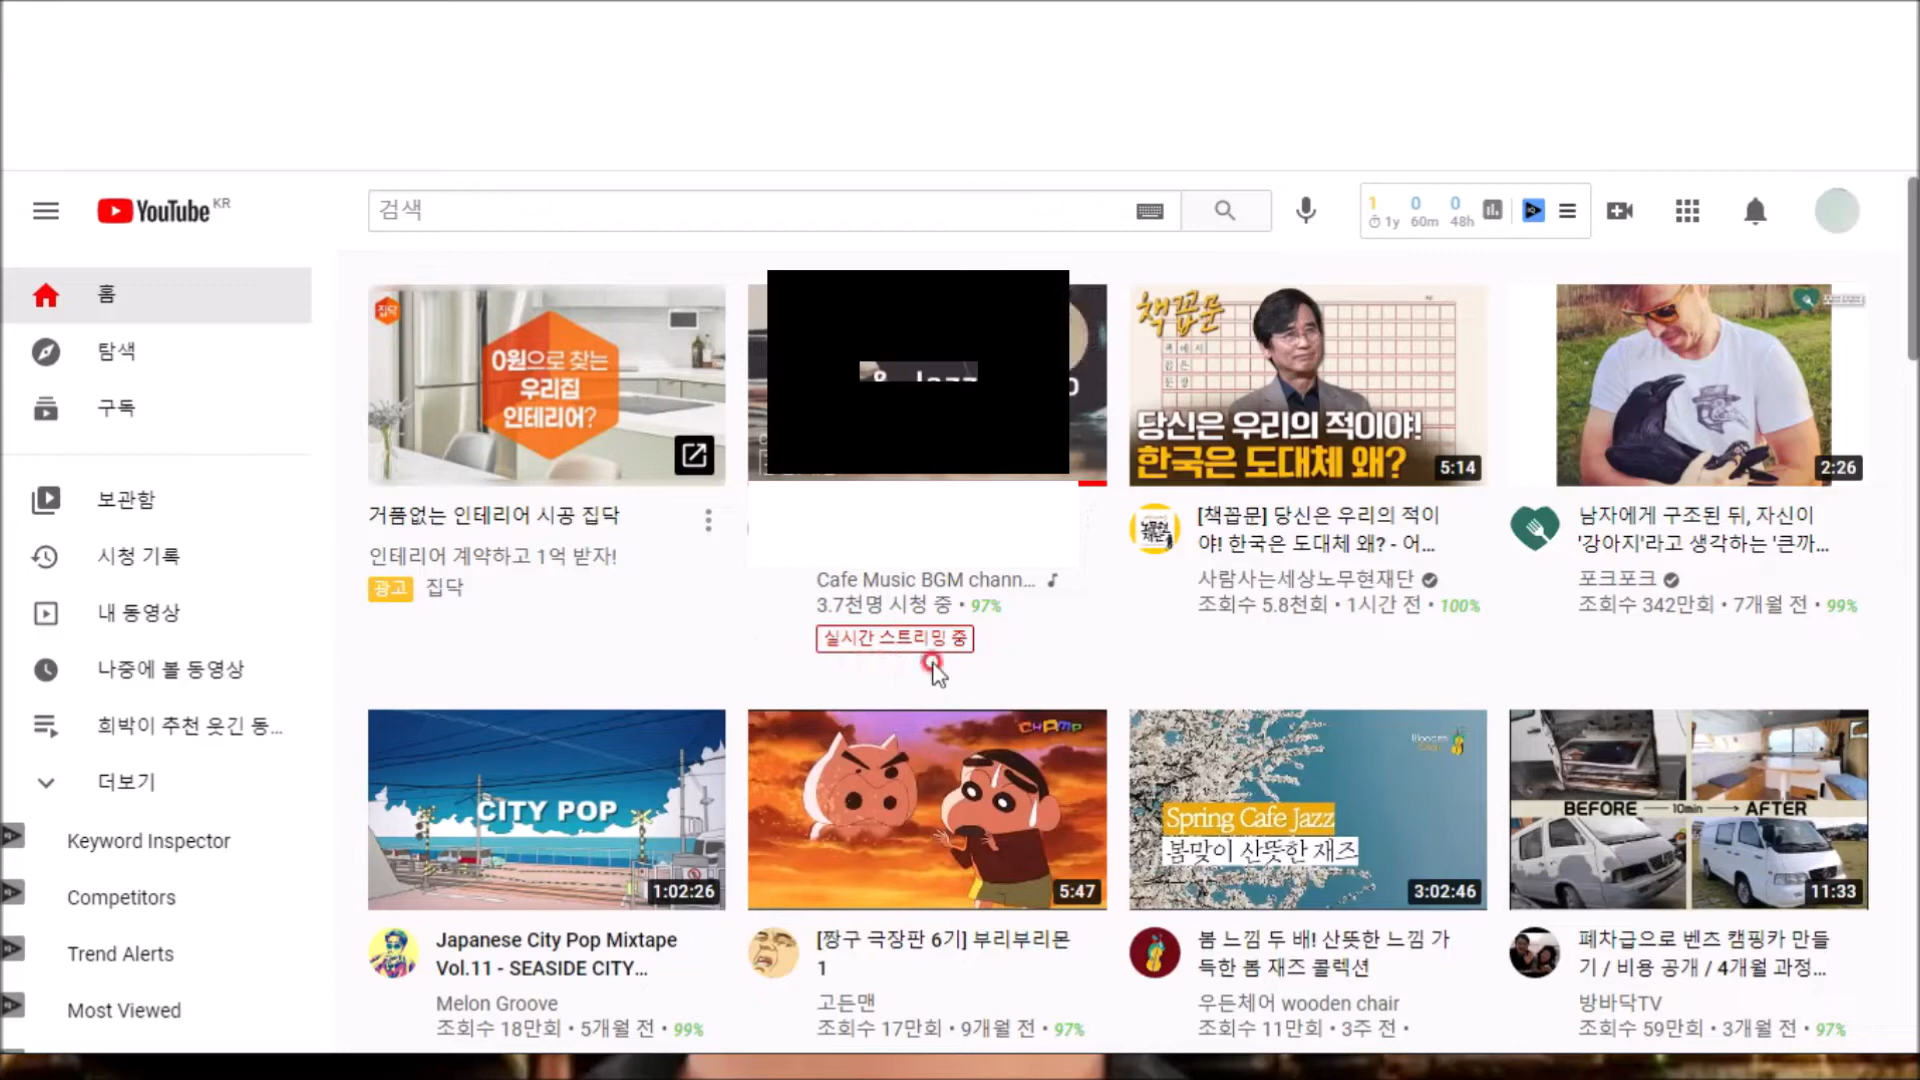 YouTube KR
검색
1 0 0
1y 60m 48h
홈
탐색
구독
보관함
시청 기록
내 동영상
나중에 볼 동영상
희박이 추천 웃긴 동...
더보기
Keyword Inspector
Competitors
Trend Alerts
Most Viewed
집닥
0원으로 찾는
우리집
인테리어?
거품없는 인테리어 시공 집닥
인테리어 계약하고 1억 받자!
광고 집닥
& Jazz
Cafe Music BGM chann...
3.7천명 시청 중 • 97%
실시간 스트리밍 중
책꼽문
당신은 우리의 적이야!
한국은 도대체 왜?
5:14
[책꼽문] 당신은 우리의 적이
야! 한국은 도대체 왜? - 어...
사람사는세상노무현재단
조회수 5.8천회 • 1시간 전 • 100%
포크포크
2:26
남자에게 구조된 뒤, 자신이
'강아지'라고 생각하는 '큰까...
포크포크
조회수 342만회 • 7개월 전 • 99%
CITY POP
1:02:26
Japanese City Pop Mixtape
Vol.11 - SEASIDE CITY...
Melon Groove
조회수 18만회 • 5개월 전 • 99%
CHAMP
5:47
[짱구 극장판 6기] 부리부리몬
1
고든맨
조회수 17만회 • 9개월 전 • 97%
Wooden
Chair
Spring Cafe Jazz
봄맞이 산뜻한 재즈
3:02:46
봄 느낌 두 배! 산뜻한 느낌 가
득한 봄 재즈 콜렉션
우든체어 wooden chair
조회수 11만회 • 3주 전 •
BEFORE 10min AFTER
11:33
폐차급으로 벤츠 캠핑카 만들
기 / 비용 공개 / 4개월 과정...
방바닥TV
조회수 59만회 • 3개월 전 • 97%